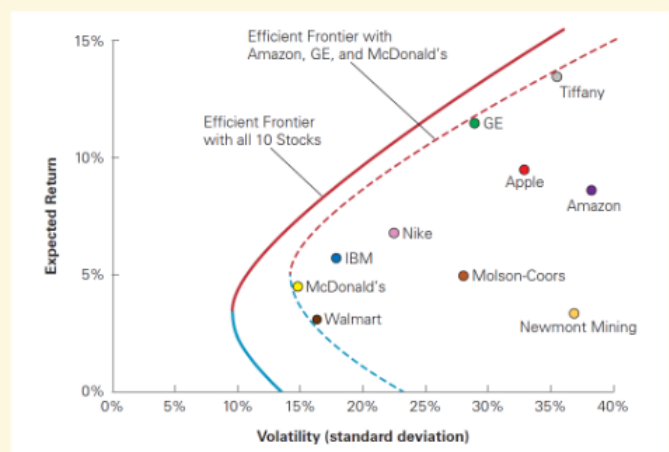 Efficient Frontier with
Amazon, GE, and McDonald's
15%
Tiffany
GE
Efficient Frontier
with all 10 Stocks
10%
Apple
Amazon
Nike
IBM
5%
Molson-Coors
McDonald's
Walmart
Newmont Mining
0%
Expected Return
0% 5% 10% 15% 20% 25% 30% 35% 40%
Volatility (standard deviation)